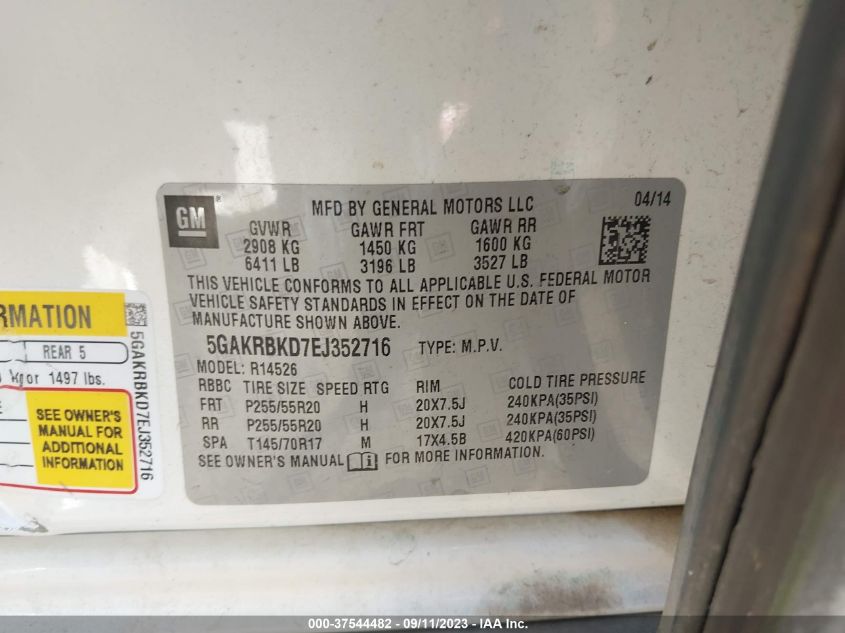 GM
MFD BY GENERAL MOTORS LLC 04/14
GVWR GAWR FRT GAWR RR
2908 KG 1450 KG 1600 KG
6411 LB 3196 LB 3527 LB
THIS VEHICLE CONFORMS TO ALL APPLICABLE U.S. FEDERAL MOTOR
VEHICLE SAFETY STANDARDS IN EFFECT ON THE DATE OF
MANUFACTURE SHOWN ABOVE.
5GAKRBKD7EJ352716 TYPE: M.P.V.
MODEL: R14526
RBBC TIRE SIZE SPEED RTG RIM COLD TIRE PRESSURE
FRT P255/55R20 H 20X7.5J 240KPA(35PSI)
RR P255/55R20 H 20X7.5J 240KPA(35PSI)
SPA T145/70R17 M 17X4.5B 420KPA(60PSI)
SEE OWNER'S MANUAL i FOR MORE INFORMATION.
RMATION
REAR 5
kg or 1497 lbs.
SEE OWNER'S
MANUAL FOR
ADDITIONAL
INFORMATION
5GAKRBKD7EJ352716
000-37544482 - 09/11/2023 - IAA Inc.